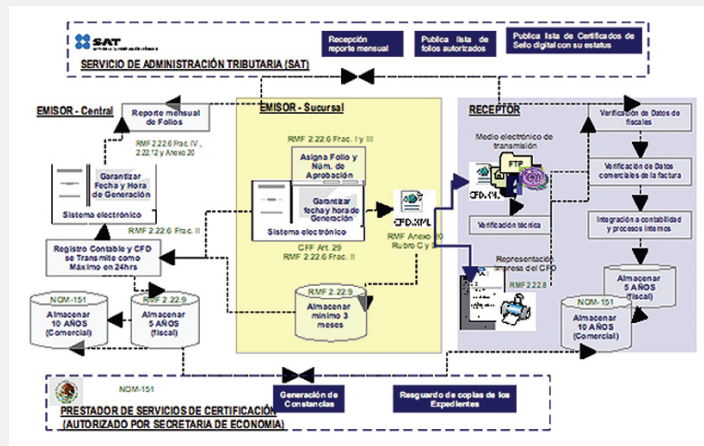 SAT
SERVICIO DE ADMINISTRACIÓN TRIBUTARIA (SAT)
Recepción
reporte mensual
Publica lista de
folios autorizados
Publica lista de Certificados de
Sello digital con su estatus
EMISOR - Central
Reporte mensual
de Folios
RMF 2.22.6 Frac. IV ,
2.22.12 y Anexo 20
Garantizar
Fecha y Hora
de Generación
Sistema electrónico
RMF 2.22.6 Frac. II
Registro Contable y CFD
se Transmite como
Máximo en 24hrs
NOM-151
Almacenar
10 AÑOS
(Comercial)
RMF 2.22.9
Almacenar
5 AÑOS
(fiscal)
EMISOR - Sucursal
RMF 2.22.6 Frac. I y III
Asigna Folio y
Núm. de
Aprobación
Garantizar
fecha y hora de
Generación
Sistema electrónico
CFF Art. 29
RMF 2.22.6 Frac. II
CFD.XML
RMF Anexo 20
Rubro C y D
RMF 2.22.9
Almacenar
mínimo 3
meses
RECEPTOR
Medio electrónico de
transmisión
FTP
CFD.XML
Verificación técnica
Representación
Impresa del CFD
RMF 2.22.8
Verificación de Datos de
fiscales
Verificación de Datos
comerciales de la factura
Integración a contabilidad
y procesos internos
Almacenar
5 AÑOS
(fiscal)
NOM-151
Almacenar
10 AÑOS
(Comercial)
NOM-151
PRESTADOR DE SERVICIOS DE CERTIFICACIÓN
(AUTORIZADO POR SECRETARIA DE ECONOMIA)
Generación de
Constancias
Resguardo de copias de los
Expedientes